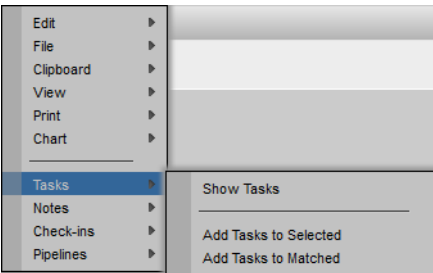 Edit
File
Clipboard
View
Print
Chart
Tasks
Notes
Check-ins
Pipelines
Show Tasks
Add Tasks to Selected
Add Tasks to Matched